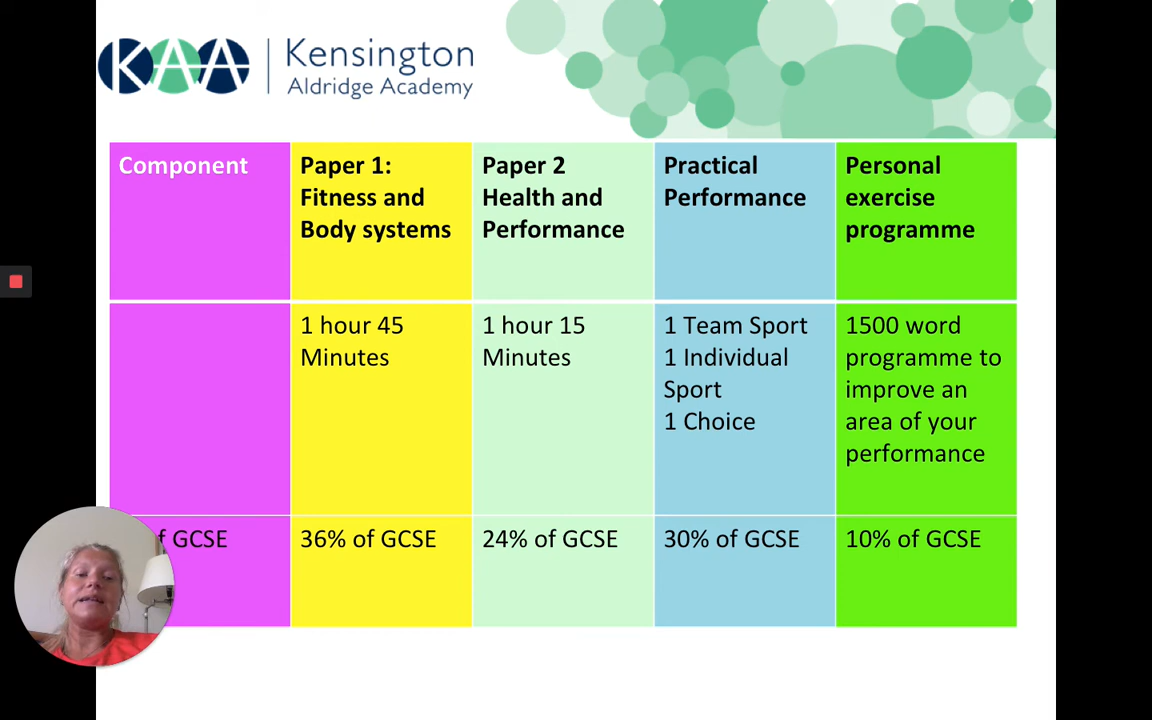 KAA
Kensington
Aldridge Academy
Component
Paper 1:
Fitness and
Body systems
Paper 2
Health and
Performance
Practical
Performance
Personal
exercise
programme
1 hour 45
Minutes
1 hour 15
Minutes
1 Team Sport
1 Individual
Sport
1 Choice
1500 word
programme to
improve an
area of your
performance
GCSE
36% of GCSE
24% of GCSE
30% of GCSE
10% of GCSE